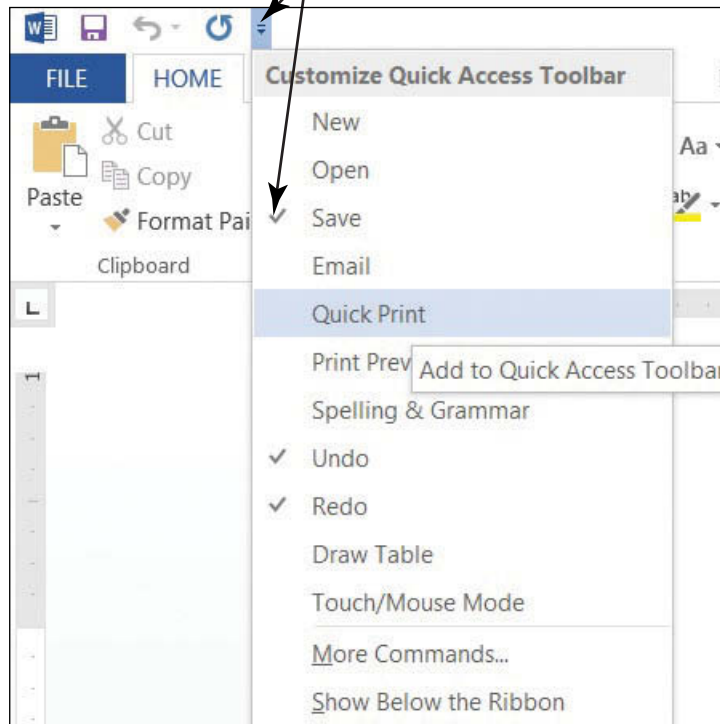 FILE HOME
Customize Quick Access Toolbar
New
Cut
Aa
Open
Copy
Paste
Save
ab
Format Pai
Email
Clipboard
Quick Print
L
Print Prev
Add to Quick Access Toolbar
1
Spelling & Grammar
Undo
Redo
Draw Table
Touch/Mouse Mode
More Commands...
Show Below the Ribbon